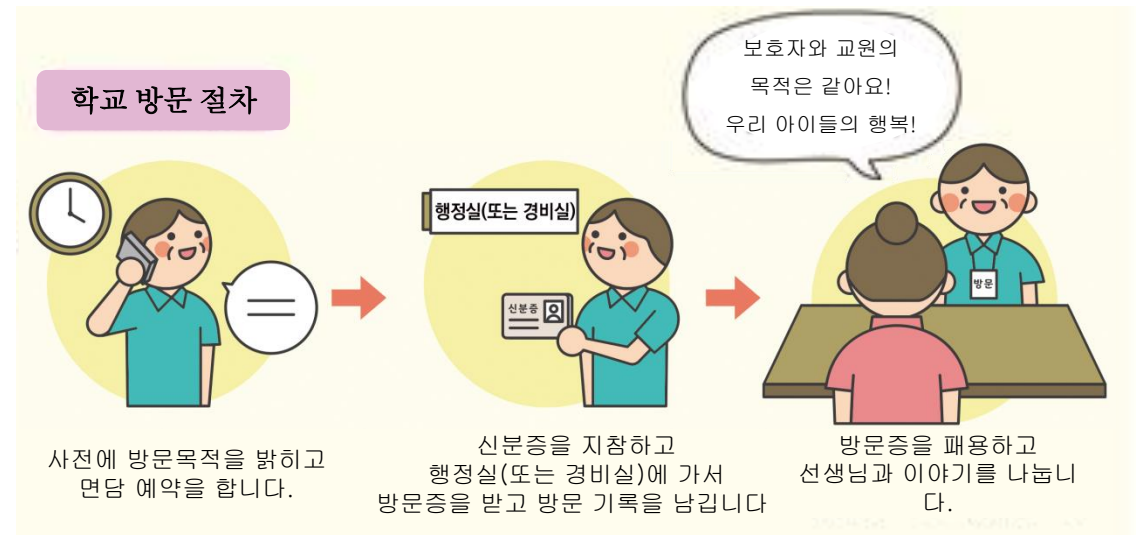 학교 방문 절차
보호자와 교원의
목적은 같아요!
우리 아이들의 행복!
행정실(또는 경비실)
신분증
방문
사전에 방문목적을 밝히고
면담 예약을 합니다.
신분증을 지참하고
행정실(또는 경비실)에 가서
방문증을 받고 방문 기록을 남깁니다
방문증을 패용하고
선생님과 이야기를 나눕니
다.